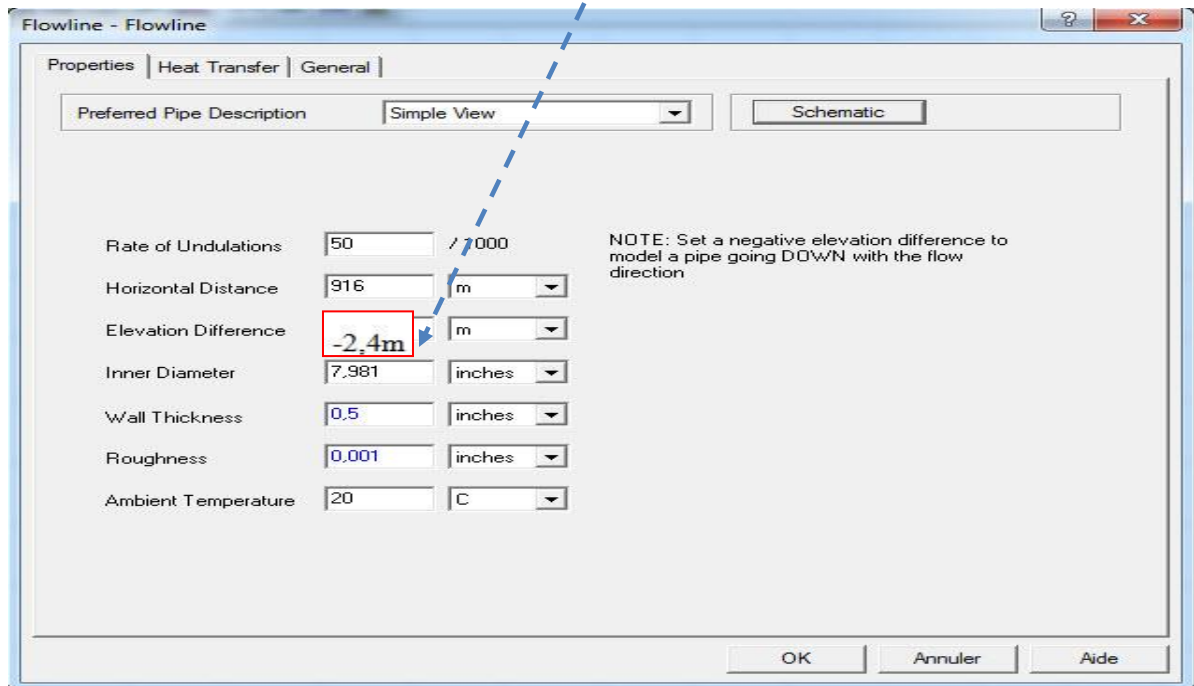 Flowline - Flowline
Properties Heat Transfer General
Preferred Pipe Description Simple View Schematic
Rate of Undulations 50 / 1000
NOTE: Set a negative elevation difference to
model a pipe going DOWN with the flow
direction
Horizontal Distance 916 m
Elevation Difference -2,4m m
Inner Diameter 7,981 inches
Wall Thickness 0,5 inches
Roughness 0,001 inches
Ambient Temperature 20 C
OK Annuler Aide